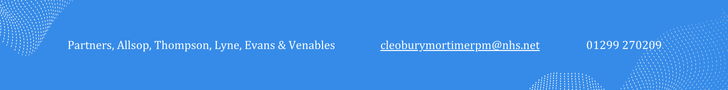 Partners, Allsop, Thompson, Lyne, Evans & Venables cleoburymortimerpm@nhs.net 01299 270209